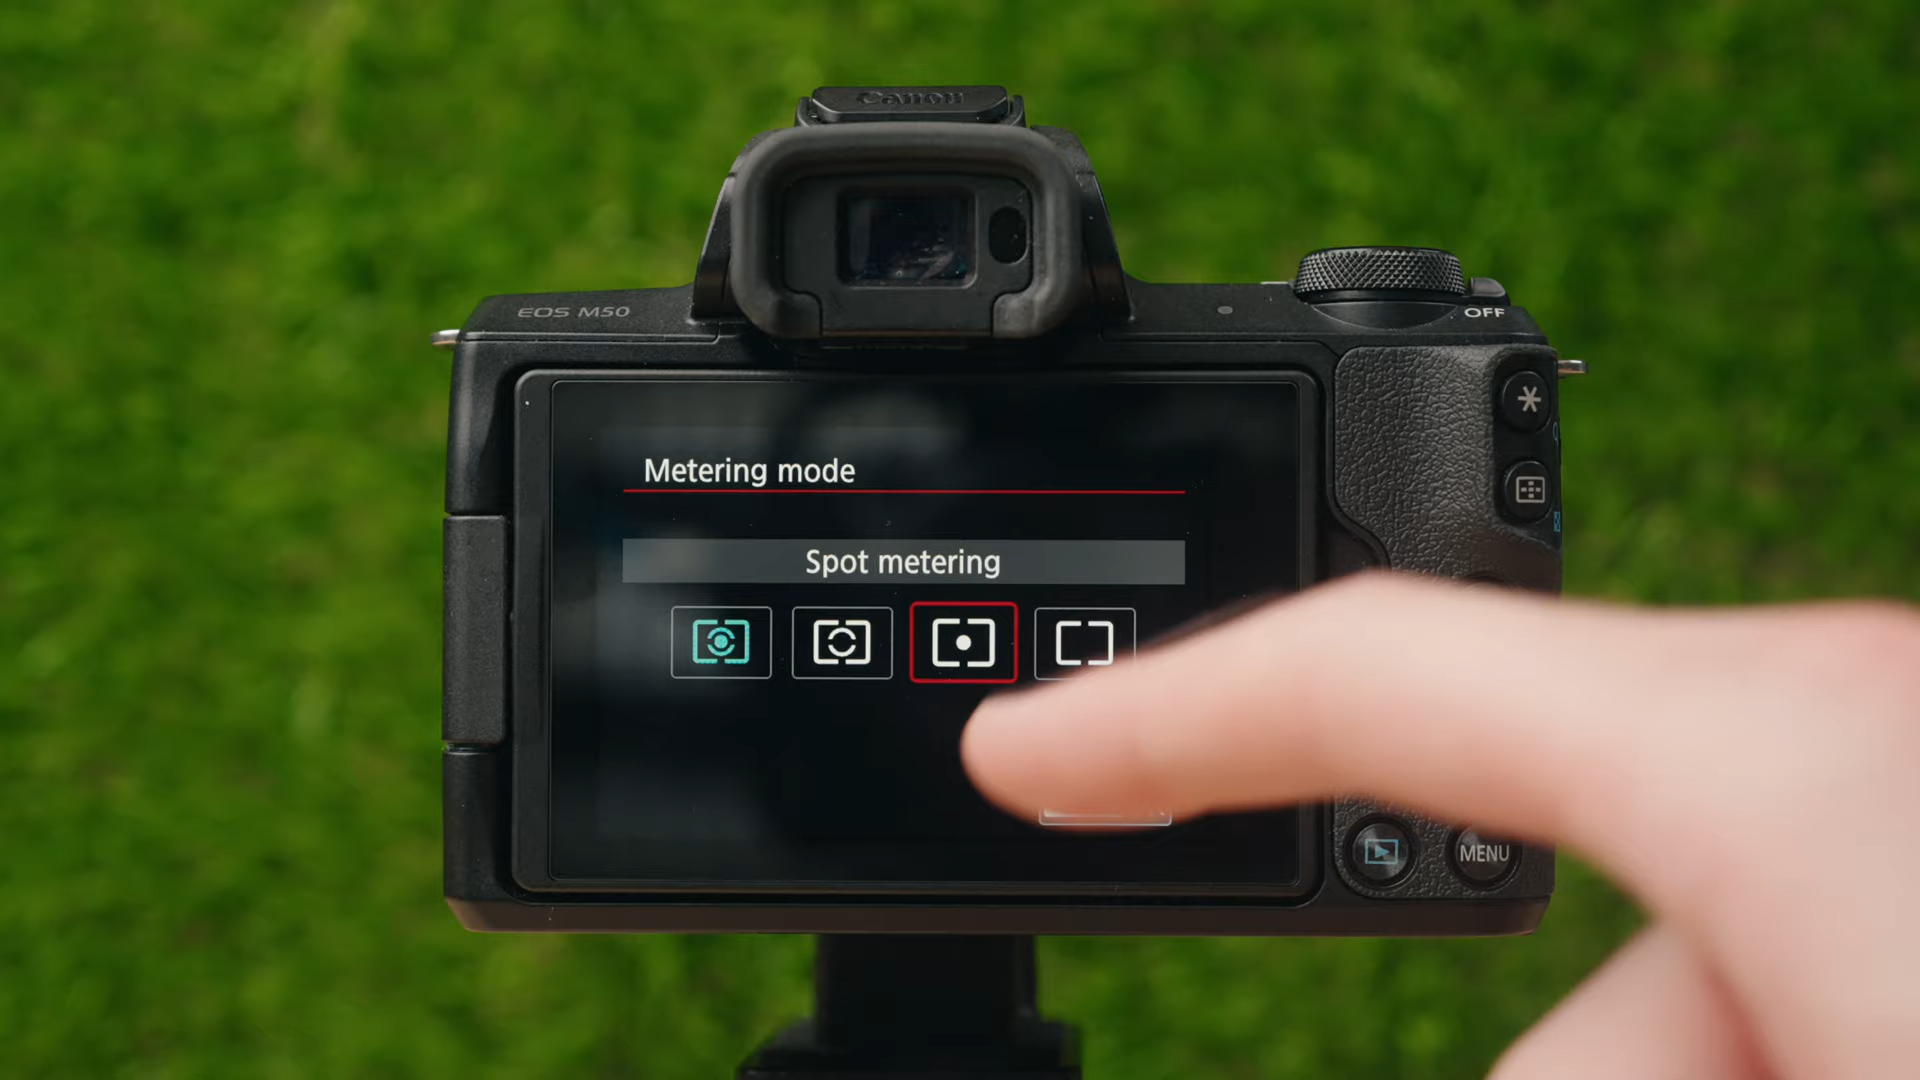 Canon
EOS M50
OFF
Metering mode
Spot metering
MENU